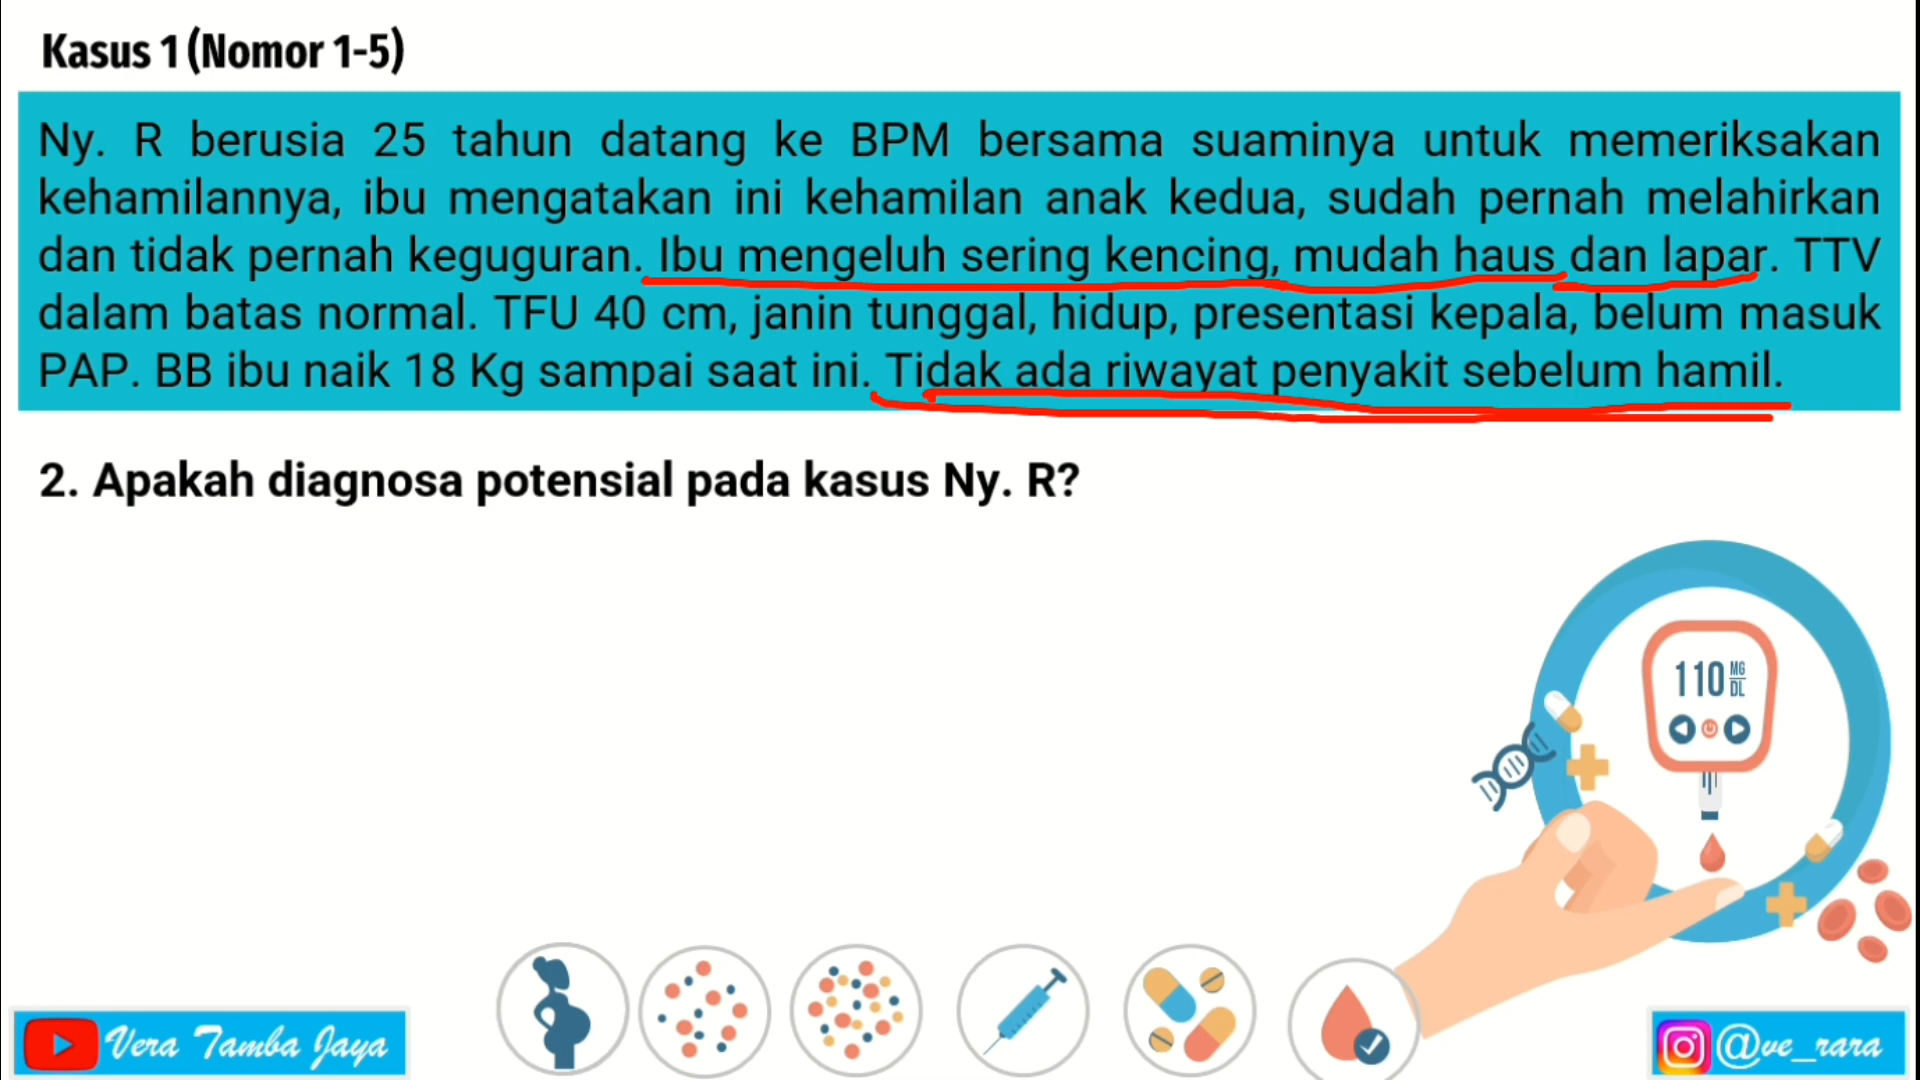 Kasus 1 (Nomor 1-5)
Ny. R berusia 25 tahun datang ke BPM bersama suaminya untuk memeriksakan
kehamilannya, ibu mengatakan ini kehamilan anak kedua, sudah pernah melahirkan
dan tidak pernah keguguran. Ibu mengeluh sering kencing, mudah haus dan lapar. TTV
dalam batas normal. TFU 40 cm, janin tunggal, hidup, presentasi kepala, belum masuk
PAP. BB ibu naik 18 Kg sampai saat ini. Tidak ada riwayat penyakit sebelum hamil.
2. Apakah diagnosa potensial pada kasus Ny. R?
110 MG
DL
Vera Tamba Jaya
@ve_rara